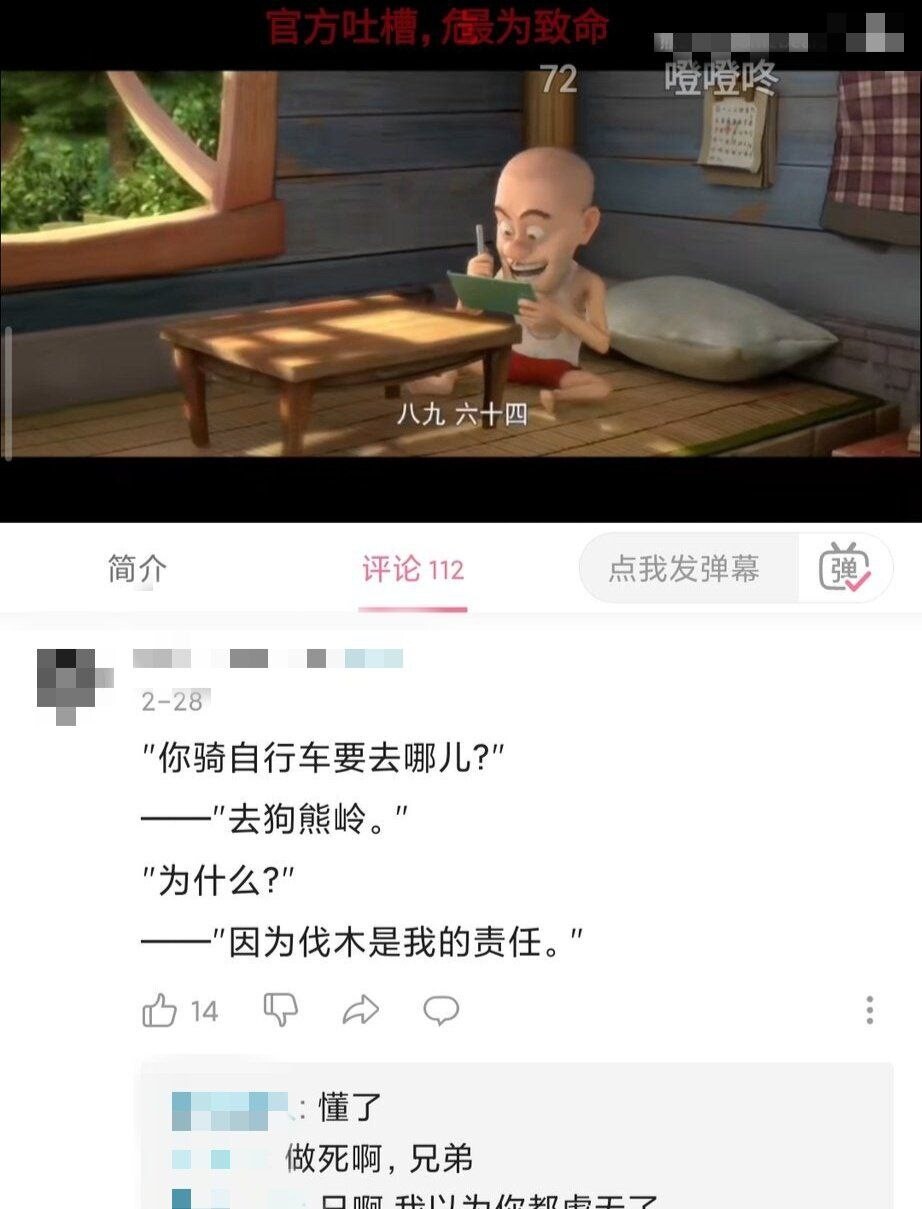 官方吐槽，最为致命
72
噔噔咚
八九 六十四
简介
评论 112
点我发弹幕
弹
2-28
"你骑自行车要去哪儿?"
——"去狗熊岭。"
"为什么?"
——"因为伐木是我的责任。"
14
: 懂了
做死啊，兄弟